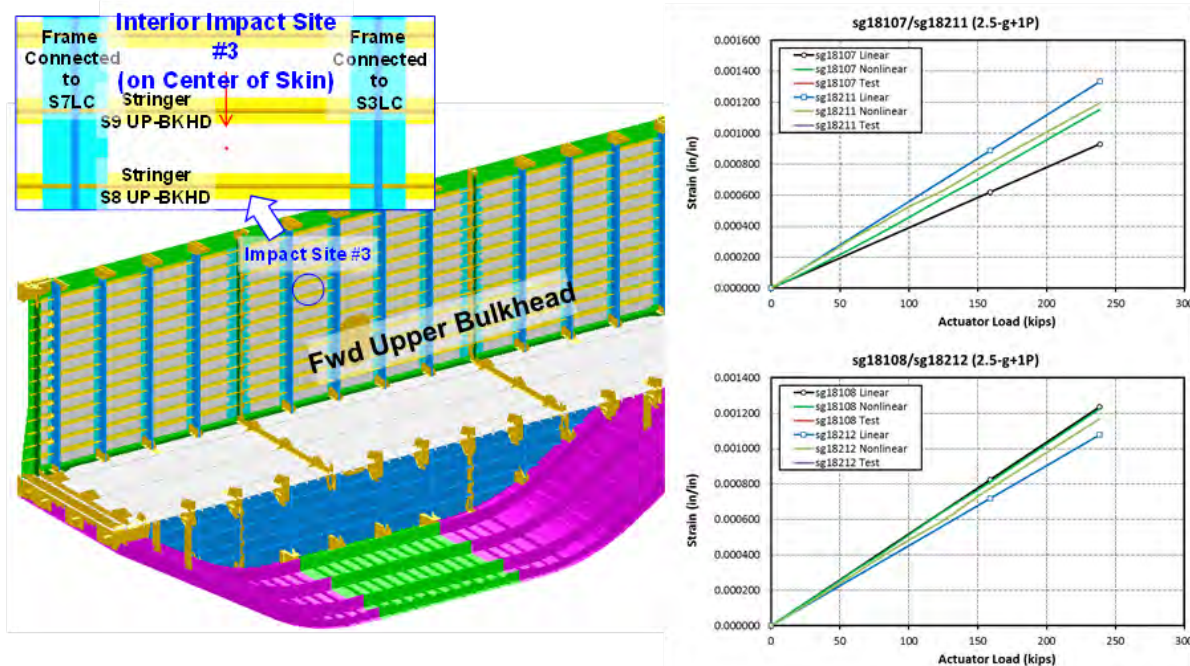 Interior Impact Site
#3
(on Center of Skin)
Frame
Connected
to
S7LC
Frame
Connected
to
S3LC
Stringer
S9 UP-BKHD
Stringer
S8 UP-BKHD
Impact Site #3
Fwd Upper Bulkhead
sg18107/sg18211 (2.5-g+1P)
Strain (in/in)
0.001600
0.001400
0.001200
0.001000
0.000800
0.000600
0.000400
0.000200
0.000000
sg18107 Linear
sg18107 Nonlinear
sg18107 Test
sg18211 Linear
sg18211 Nonlinear
sg18211 Test
0 50 100 150 200 250 300
Actuator Load (kips)
sg18108/sg18212 (2.5-g+1P)
Strain (in/in)
0.001400
0.001200
0.001000
0.000800
0.000600
0.000400
0.000200
0.000000
sg18108 Linear
sg18108 Nonlinear
sg18108 Test
sg18212 Linear
sg18212 Nonlinear
sg18212 Test
0 50 100 150 200 250 300
Actuator Load (kips)